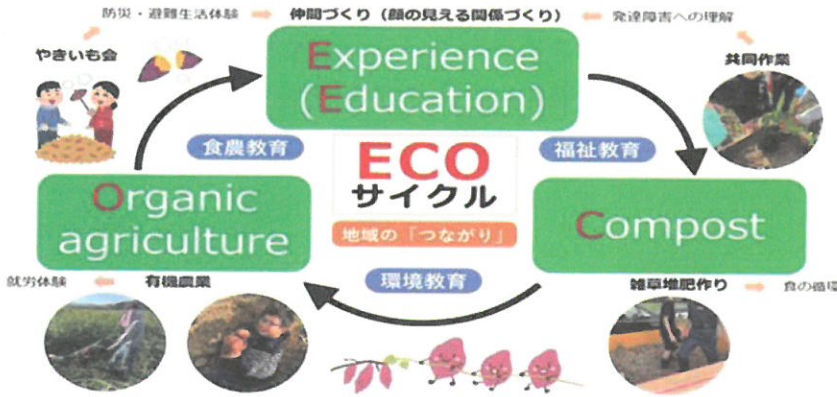 防災・避難生活体験
仲間づくり(顔の見える関係づくり)
発達障害への理解
やきいも会
Experience
(Education)
共同作業
食農教育
ECO
サイクル
福祉教育
Organic
agriculture
地域の「つながり」
Compost
環境教育
就労体験
有機農業
雑草堆肥作り
食の循環